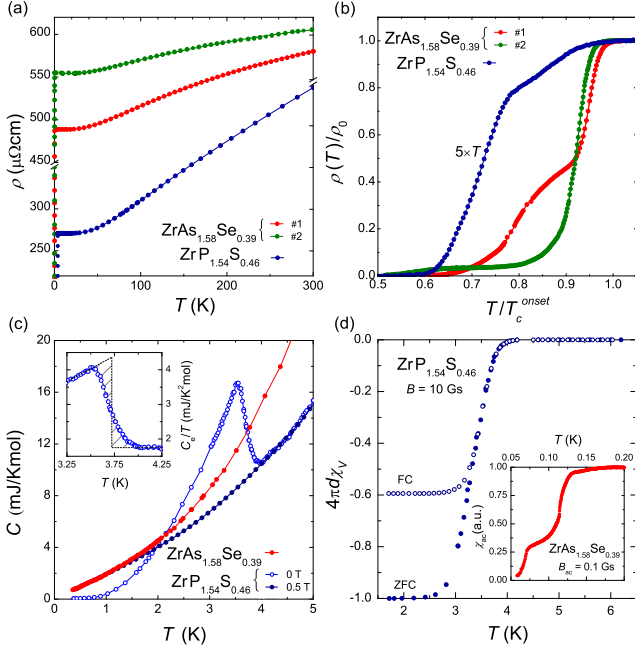 (a)
600
550
500
450
350
300
250
ρ (μΩcm)
ZrAs1.58Se0.39 { #1
#2
ZrP1.54S0.46
0 100 200 300
T (K)
(b)
1.0
0.8
0.6
0.4
0.2
0.0
ρ(T)/ρ0
ZrAs1.58Se0.39 { #1
#2
ZrP1.54S0.46
5×T
0.5 0.6 0.7 0.8 0.9 1.0
T/Tc^onset
(c)
20
16
12
8
4
0
C (mJ/Kmol)
4
3
2
Ce/T (mJ/K2mol)
3.25 3.75 4.25
T (K)
ZrAs1.58Se0.39
ZrP1.54S0.46 { 0 T
0.5 T
0 1 2 3 4 5
T (K)
(d)
0.0
-0.2
-0.4
-0.6
-0.8
-1.0
4πdχV
ZrP1.54S0.46
B = 10 Gs
FC
ZFC
T (K)
0.05 0.10 0.15 0.20
1.00
0.75
0.50
0.25
0.0
χac(a.u.)
ZrAs1.58Se0.39
Bac = 0.1 Gs
2 3 4 5 6
T (K)